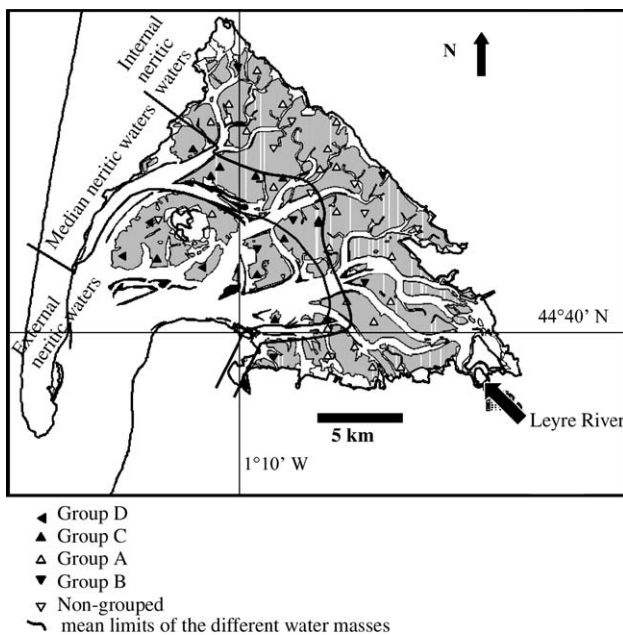 Internal
neritic
waters
N
Median neritic waters
External
neritic waters
44°40’ N
5 km
Leyre River
1°10’ W
Group D
Group C
Group A
Group B
Non-grouped
mean limits of the different water masses